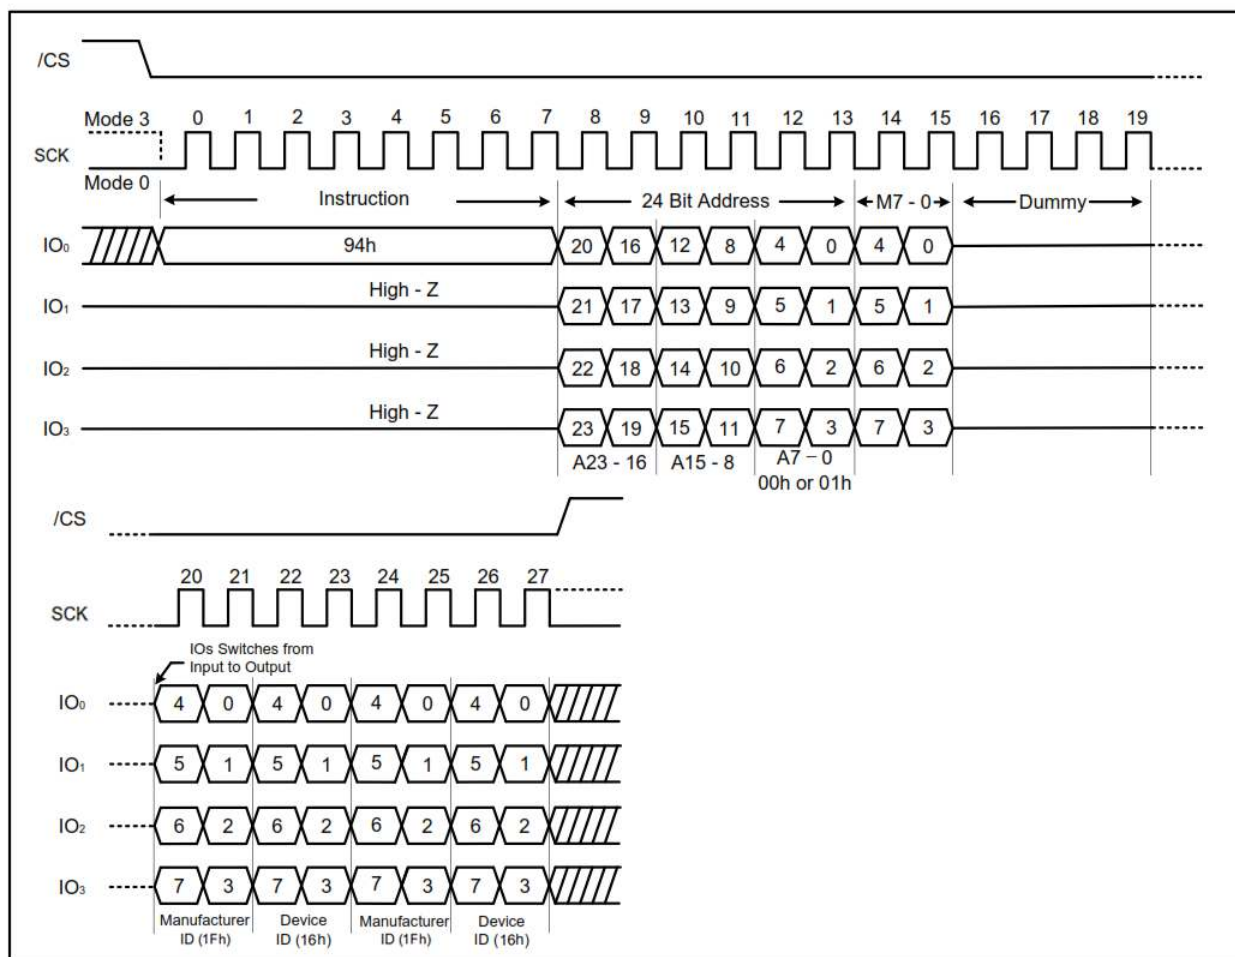 /CS
Mode 3 0 1 2 3 4 5 6 7 8 9 10 11 12 13 14 15 16 17 18 19
SCK
Mode 0
Instruction 24 Bit Address M7 - 0 Dummy
IO0 94h 20 16 12 8 4 0 4 0
High - Z
IO1 21 17 13 9 5 1 5 1
High - Z
IO2 22 18 14 10 6 2 6 2
High - Z
IO3 23 19 15 11 7 3 7 3
A23 - 16 A15 - 8 A7 – 0
00h or 01h
/CS
20 21 22 23 24 25 26 27
SCK
IOs Switches from
Input to Output
IO0 4 0 4 0 4 0 4 0
IO1 5 1 5 1 5 1 5 1
IO2 6 2 6 2 6 2 6 2
IO3 7 3 7 3 7 3 7 3
Manufacturer Device Manufacturer Device
ID (1Fh) ID (16h) ID (1Fh) ID (16h)